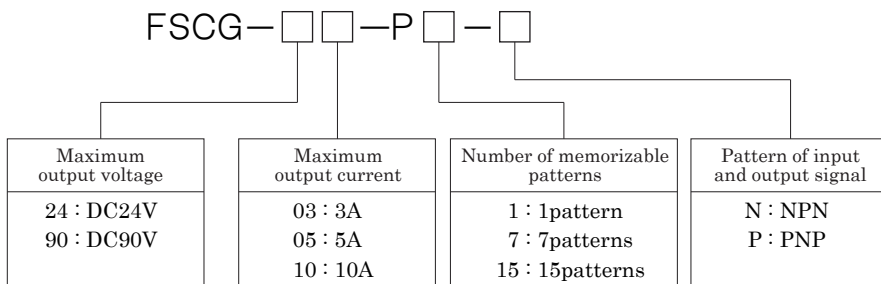 FSCG－□□－P□－□
Maximum
output voltage
24：DC24V
90：DC90V
Maximum
output current
03：3A
05：5A
10：10A
Number of memorizable
patterns
1：1pattern
7：7patterns
15：15patterns
Pattern of input
and output signal
N：NPN
P：PNP